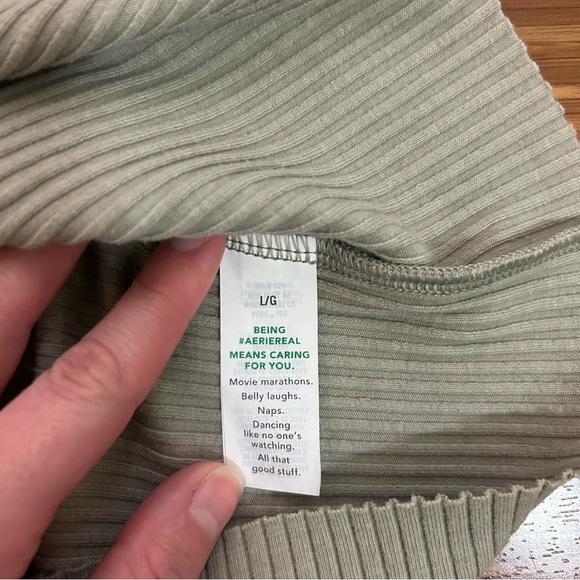 L/G
BEING
#AERIEREAL
MEANS CARING
FOR YOU.
Movie marathons.
Belly laughs.
Naps.
Dancing
like no one's
watching.
All that
good stuff.